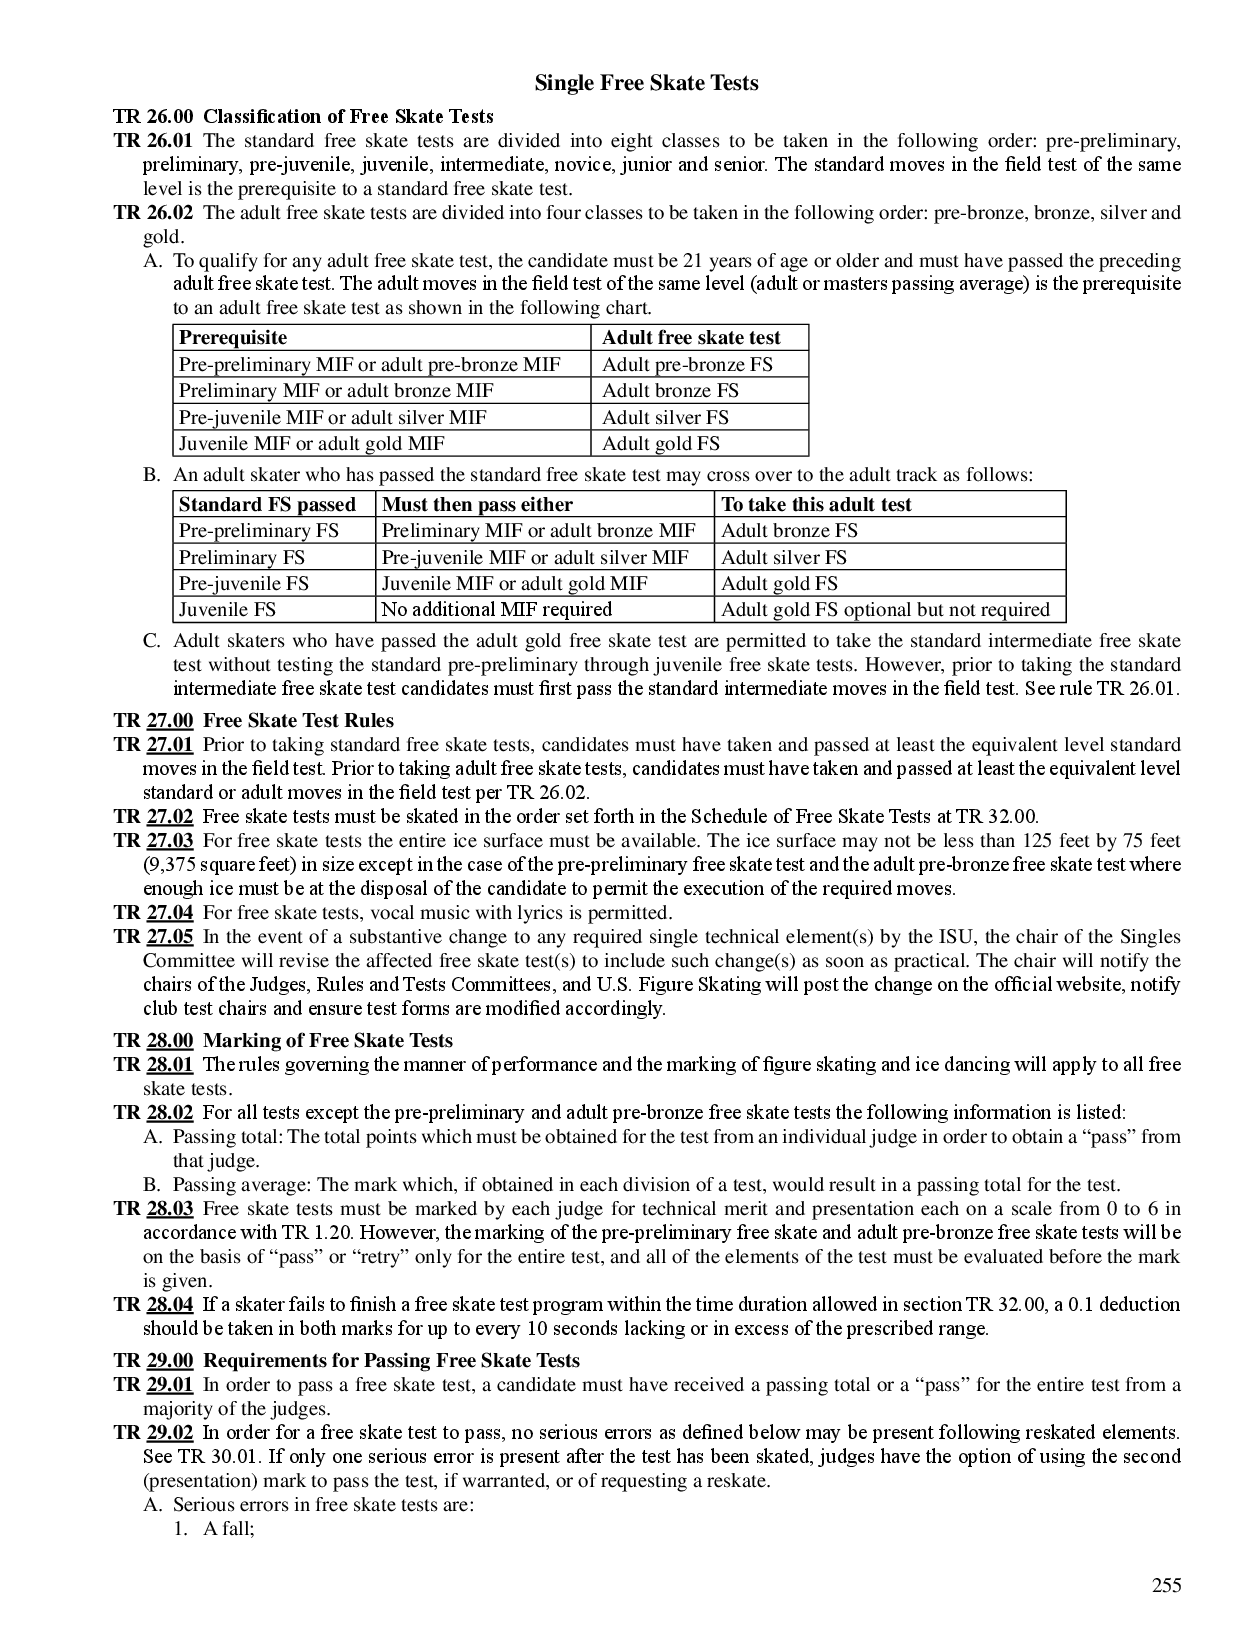 Single Free Skate Tests
TR 26.00 Classification of Free Skate Tests
TR 26.01 The standard free skate tests are divided into eight classes to be taken in the following order: pre-preliminary,
preliminary, pre-juvenile, juvenile, intermediate, novice, junior and senior. The standard moves in the field test of the same
level is the prerequisite to a standard free skate test.
TR 26.02 The adult free skate tests are divided into four classes to be taken in the following order: pre-bronze, bronze, silver and
gold.
A. To qualify for any adult free skate test, the candidate must be 21 years of age or older and must have passed the preceding
adult free skate test. The adult moves in the field test of the same level (adult or masters passing average) is the prerequisite
to an adult free skate test as shown in the following chart.
Prerequisite Adult free skate test
Pre-preliminary MIF or adult pre-bronze MIF Adult pre-bronze FS
Preliminary MIF or adult bronze MIF Adult bronze FS
Pre-juvenile MIF or adult silver MIF Adult silver FS
Juvenile MIF or adult gold MIF Adult gold FS
B. An adult skater who has passed the standard free skate test may cross over to the adult track as follows:
Standard FS passed Must then pass either To take this adult test
Pre-preliminary FS Preliminary MIF or adult bronze MIF Adult bronze FS
Preliminary FS Pre-juvenile MIF or adult silver MIF Adult silver FS
Pre-juvenile FS Juvenile MIF or adult gold MIF Adult gold FS
Juvenile FS No additional MIF required Adult gold FS optional but not required
C. Adult skaters who have passed the adult gold free skate test are permitted to take the standard intermediate free skate
test without testing the standard pre-preliminary through juvenile free skate tests. However, prior to taking the standard
intermediate free skate test candidates must first pass the standard intermediate moves in the field test. See rule TR 26.01.
TR 27.00 Free Skate Test Rules
TR 27.01 Prior to taking standard free skate tests, candidates must have taken and passed at least the equivalent level standard
moves in the field test. Prior to taking adult free skate tests, candidates must have taken and passed at least the equivalent level
standard or adult moves in the field test per TR 26.02.
TR 27.02 Free skate tests must be skated in the order set forth in the Schedule of Free Skate Tests at TR 32.00.
TR 27.03 For free skate tests the entire ice surface must be available. The ice surface may not be less than 125 feet by 75 feet
(9,375 square feet) in size except in the case of the pre-preliminary free skate test and the adult pre-bronze free skate test where
enough ice must be at the disposal of the candidate to permit the execution of the required moves.
TR 27.04 For free skate tests, vocal music with lyrics is permitted.
TR 27.05 In the event of a substantive change to any required single technical element(s) by the ISU, the chair of the Singles
Committee will revise the affected free skate test(s) to include such change(s) as soon as practical. The chair will notify the
chairs of the Judges, Rules and Tests Committees, and U.S. Figure Skating will post the change on the official website, notify
club test chairs and ensure test forms are modified accordingly.
TR 28.00 Marking of Free Skate Tests
TR 28.01 The rules governing the manner of performance and the marking of figure skating and ice dancing will apply to all free
skate tests.
TR 28.02 For all tests except the pre-preliminary and adult pre-bronze free skate tests the following information is listed:
A. Passing total: The total points which must be obtained for the test from an individual judge in order to obtain a “pass” from
that judge.
B. Passing average: The mark which, if obtained in each division of a test, would result in a passing total for the test.
TR 28.03 Free skate tests must be marked by each judge for technical merit and presentation each on a scale from 0 to 6 in
accordance with TR 1.20. However, the marking of the pre-preliminary free skate and adult pre-bronze free skate tests will be
on the basis of “pass” or “retry” only for the entire test, and all of the elements of the test must be evaluated before the mark
is given.
TR 28.04 If a skater fails to finish a free skate test program within the time duration allowed in section TR 32.00, a 0.1 deduction
should be taken in both marks for up to every 10 seconds lacking or in excess of the prescribed range.
TR 29.00 Requirements for Passing Free Skate Tests
TR 29.01 In order to pass a free skate test, a candidate must have received a passing total or a “pass” for the entire test from a
majority of the judges.
TR 29.02 In order for a free skate test to pass, no serious errors as defined below may be present following reskated elements.
See TR 30.01. If only one serious error is present after the test has been skated, judges have the option of using the second
(presentation) mark to pass the test, if warranted, or of requesting a reskate.
A. Serious errors in free skate tests are:
1. A fall;
255